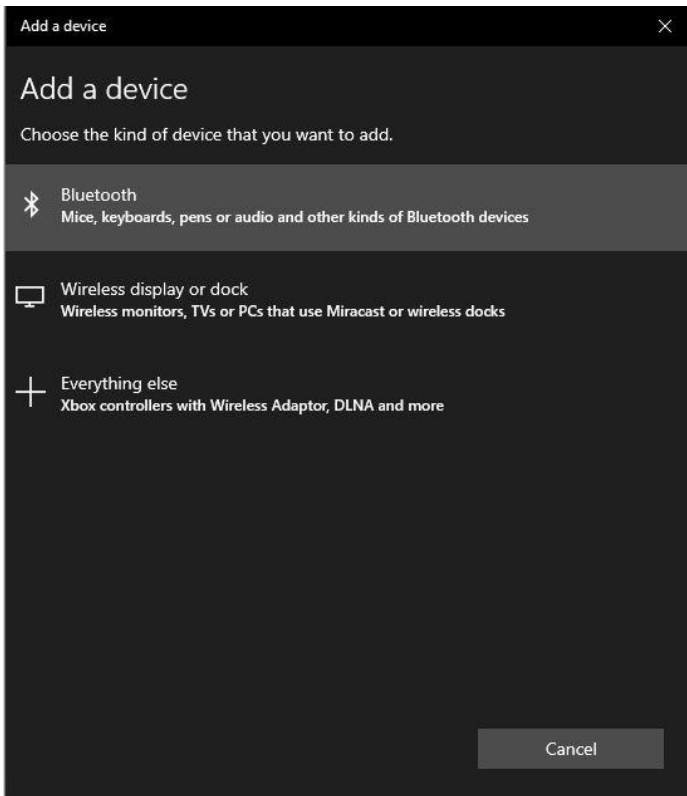 Add a device
Add a device
Choose the kind of device that you want to add.
Bluetooth
Mice, keyboards, pens or audio and other kinds of Bluetooth devices
Wireless display or dock
Wireless monitors, TVs or PCs that use Miracast or wireless docks
Everything else
Xbox controllers with Wireless Adaptor, DLNA and more
Cancel